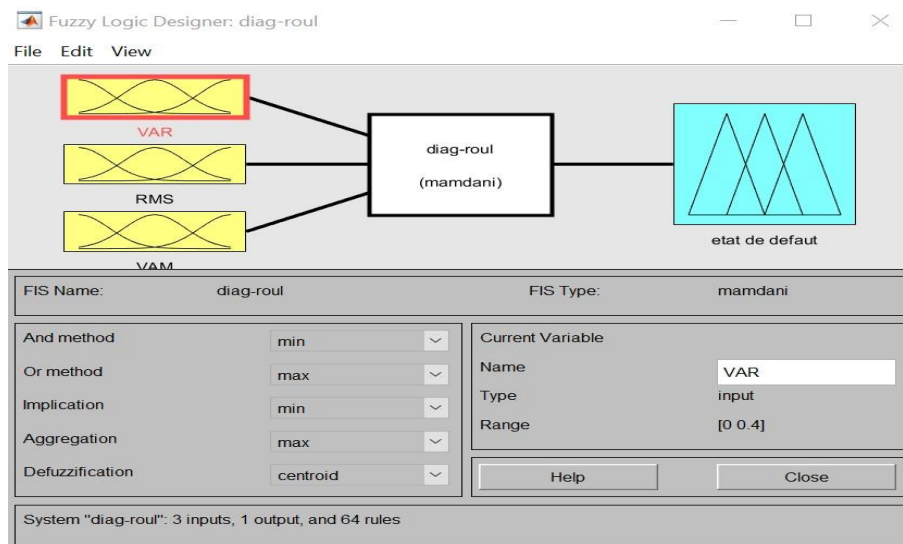 Fuzzy Logic Designer: diag-roul
File Edit View
VAR
RMS
VAM
diag-roul
(mamdani)
etat de defaut
FIS Name: diag-roul FIS Type: mamdani
And method min
Or method max
Implication min
Aggregation max
Defuzzification centroid
Current Variable
Name VAR
Type input
Range [0 0.4]
Help Close
System "diag-roul": 3 inputs, 1 output, and 64 rules